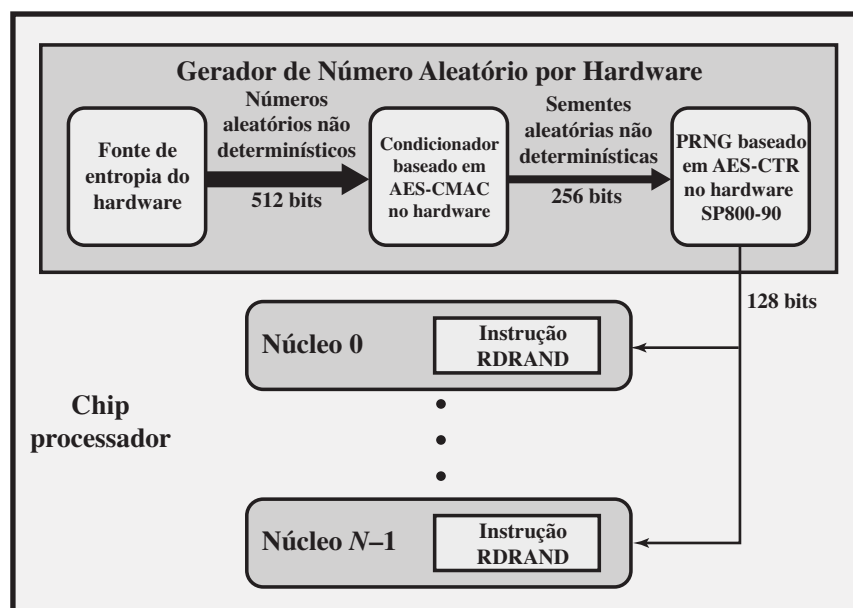 Gerador de Número Aleatório por Hardware
Fonte de
entropia do
hardware
Números
aleatórios não
determinísticos
512 bits
Condicionador
baseado em
AES-CMAC
no hardware
Sementes
aleatórias não
determinísticas
256 bits
PRNG baseado
em AES-CTR
no hardware
SP800-90
128 bits
Núcleo 0
Instrução
RDRAND
Chip
processador
Núcleo N–1
Instrução
RDRAND